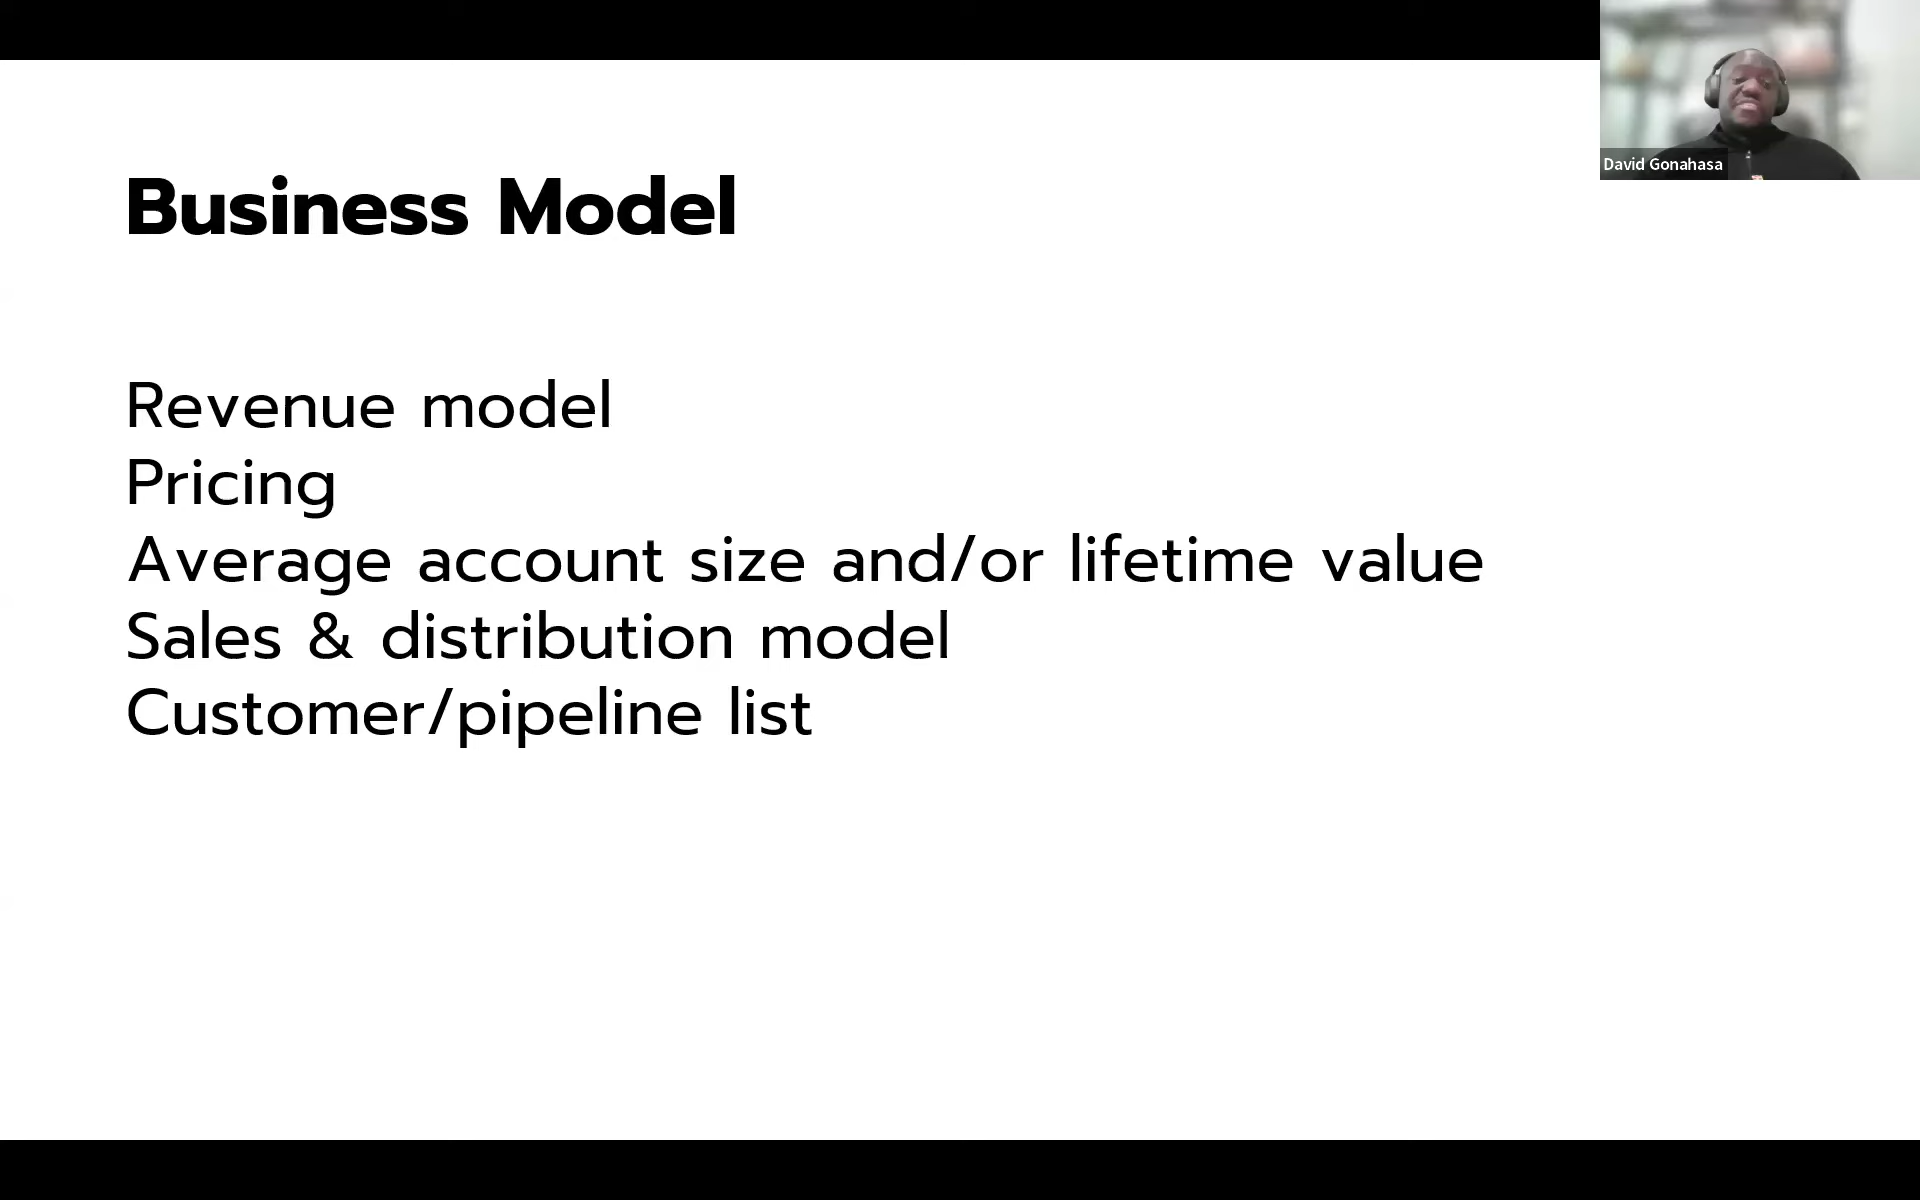 David Gonahasa
Business Model
Revenue model
Pricing
Average account size and/or lifetime value
Sales & distribution model
Customer/pipeline list